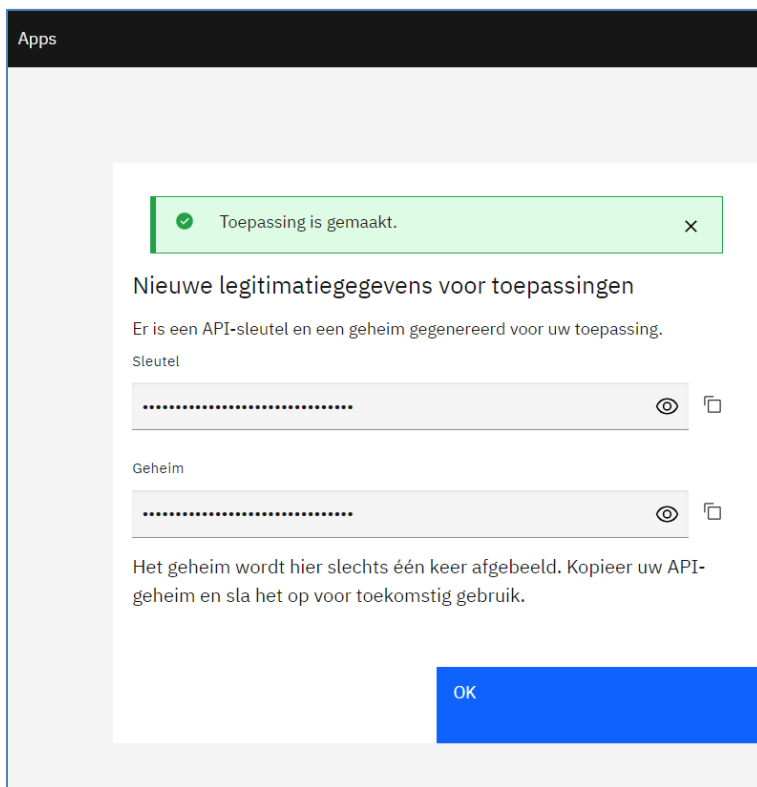 Apps
Toepassing is gemaakt.
Nieuwe legitimatiegegevens voor toepassingen
Er is een API-sleutel en een geheim gegenereerd voor uw toepassing.
Sleutel
••••••••••••••••••••••••••••••••
Geheim
••••••••••••••••••••••••••••••••
Het geheim wordt hier slechts één keer afgebeeld. Kopieer uw API-
geheim en sla het op voor toekomstig gebruik.
OK